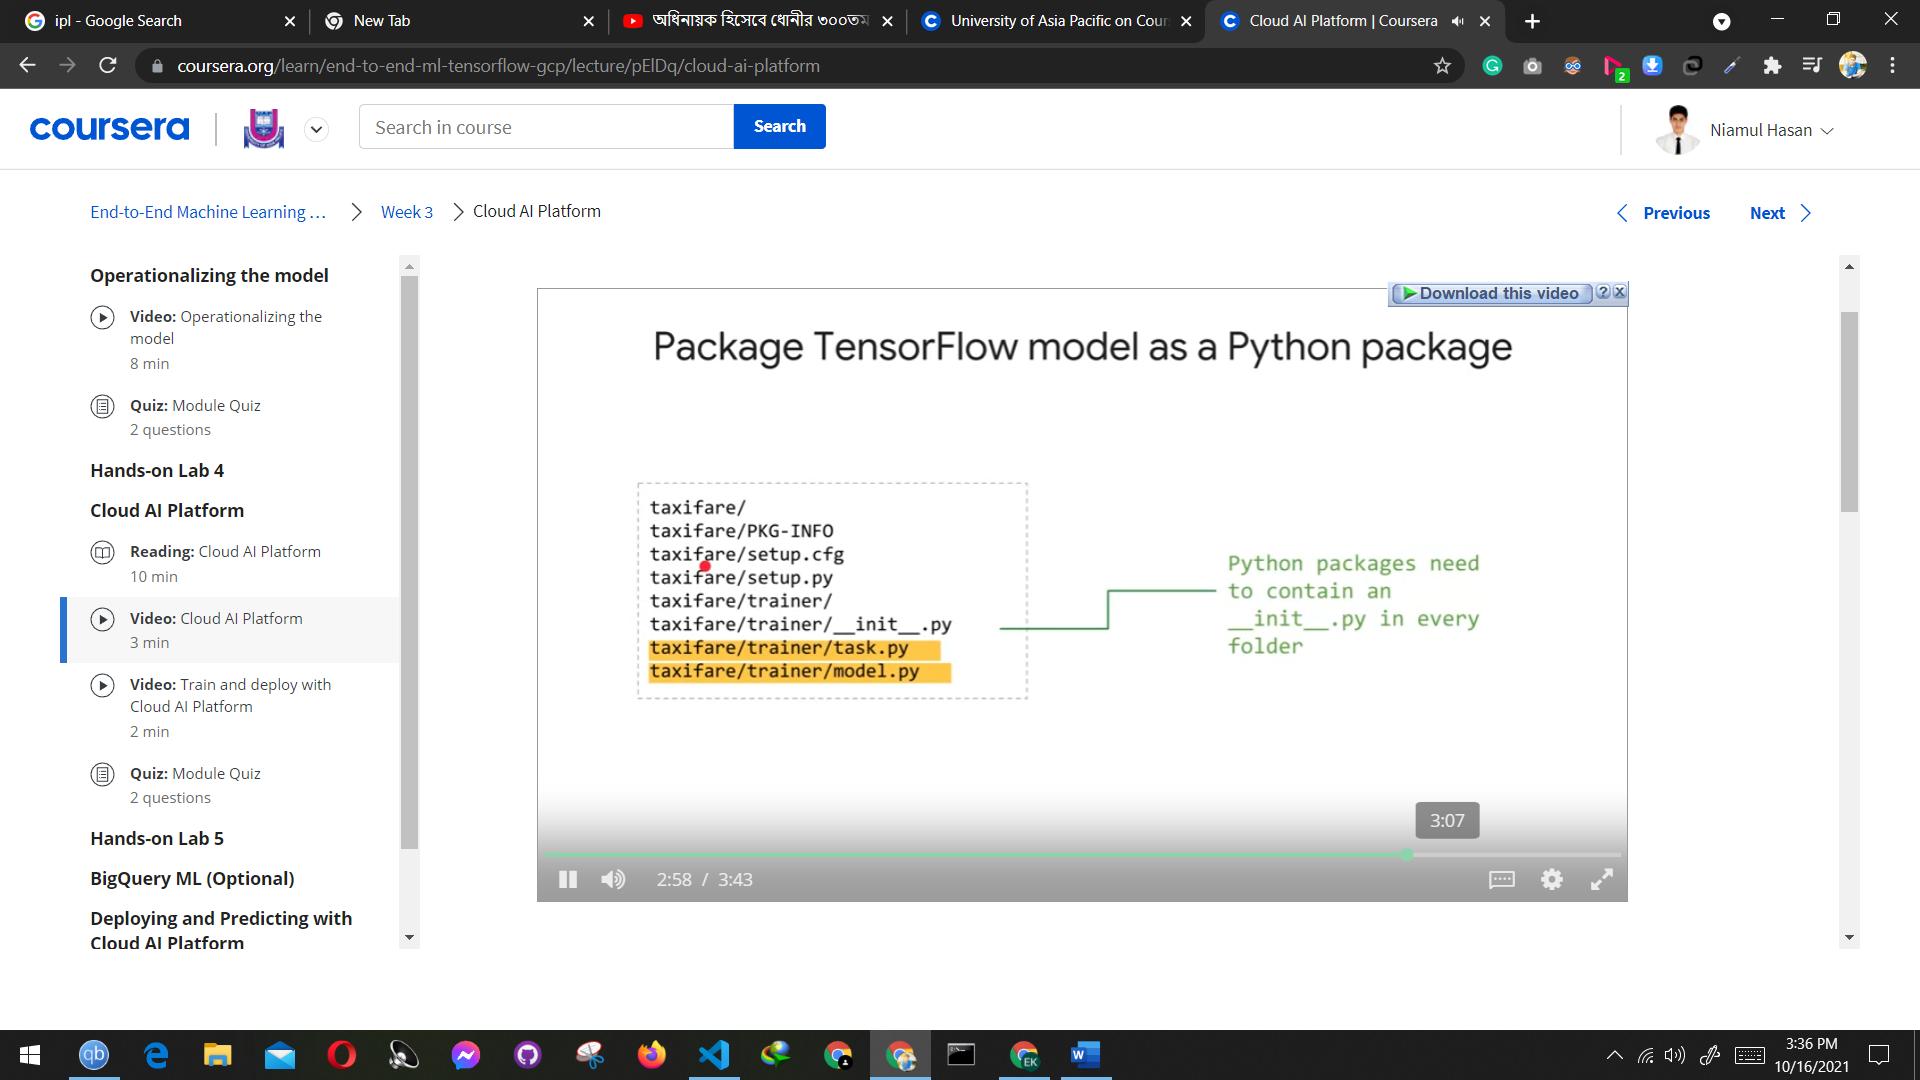 ipl - Google Search
New Tab
অধিনায়ক হিসেবে ধোনীর ৩০০তম
University of Asia Pacific on Cour
Cloud AI Platform | Coursera
coursera.org/learn/end-to-end-ml-tensorflow-gcp/lecture/pElDq/cloud-ai-platform
2
coursera
Search in course
Search
Niamul Hasan
End-to-End Machine Learning …
Week 3
Cloud AI Platform
Previous
Next
Operationalizing the model
Video: Operationalizing the
model
8 min
Quiz: Module Quiz
2 questions
Hands-on Lab 4
Cloud AI Platform
Reading: Cloud AI Platform
10 min
Video: Cloud AI Platform
3 min
Video: Train and deploy with
Cloud AI Platform
2 min
Quiz: Module Quiz
2 questions
Hands-on Lab 5
BigQuery ML (Optional)
Deploying and Predicting with
Cloud AI Platform
Download this video ? X
Package TensorFlow model as a Python package
taxifare/
taxifare/PKG-INFO
taxifare/setup.cfg
taxifare/setup.py
taxifare/trainer/
taxifare/trainer/__init__.py
taxifare/trainer/task.py
taxifare/trainer/model.py
Python packages need
to contain an
__init__.py in every
folder
3:07
2:58 / 3:43
qb
EK
W
3:36 PM
10/16/2021